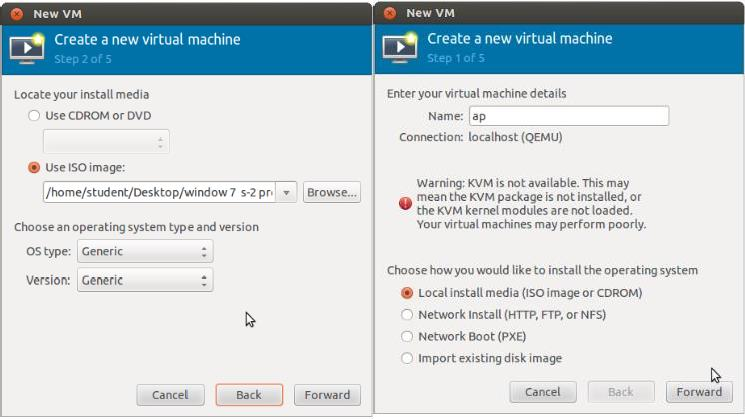 New VM
Create a new virtual machine
Step 2 of 5
Locate your install media
Use CDROM or DVD
Use ISO image:
/home/student/Desktop/window 7 s-2 pr
Browse...
Choose an operating system type and version
OS type: Generic
Version: Generic
Cancel Back Forward
New VM
Create a new virtual machine
Step 1 of 5
Enter your virtual machine details
Name: ap
Connection: localhost (QEMU)
Warning: KVM is not available. This may
mean the KVM package is not installed, or
the KVM kernel modules are not loaded.
Your virtual machines may perform poorly.
Choose how you would like to install the operating system
Local install media (ISO image or CDROM)
Network Install (HTTP, FTP, or NFS)
Network Boot (PXE)
Import existing disk image
Cancel Back Forward